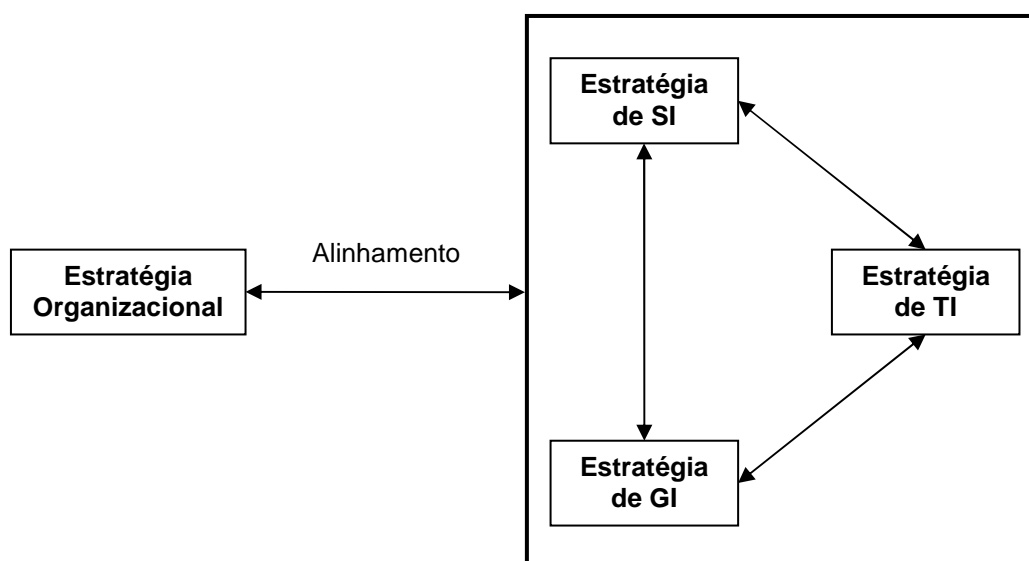 Estratégia
de SI
Alinhamento
Estratégia
Organizacional
Estratégia
de TI
Estratégia
de GI